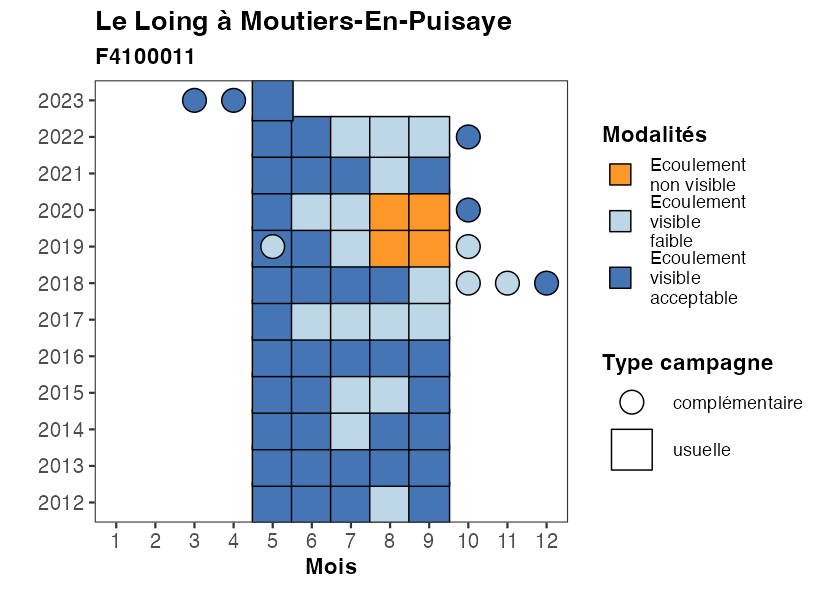 Le Loing à Moutiers-En-Puisaye
F4100011
2023
2022
2021
2020
2019
2018
2017
2016
2015
2014
2013
2012
1 2 3 4 5 6 7 8 9 10 11 12
Mois
Modalités
Ecoulement
non visible
Ecoulement
visible
faible
Ecoulement
visible
acceptable
Type campagne
complémentaire
usuelle